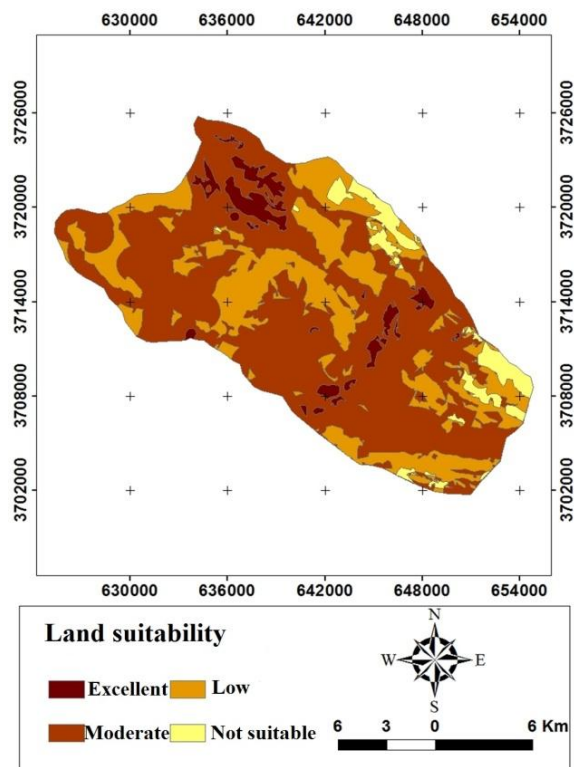 630000 636000 642000 648000 654000
3726000 3726000
3720000 3720000
3714000 3714000
3708000 3708000
3702000 3702000
630000 636000 642000 648000 654000
Land suitability
N
W E
S
Excellent Low
Moderate Not suitable
6 3 0 6 Km